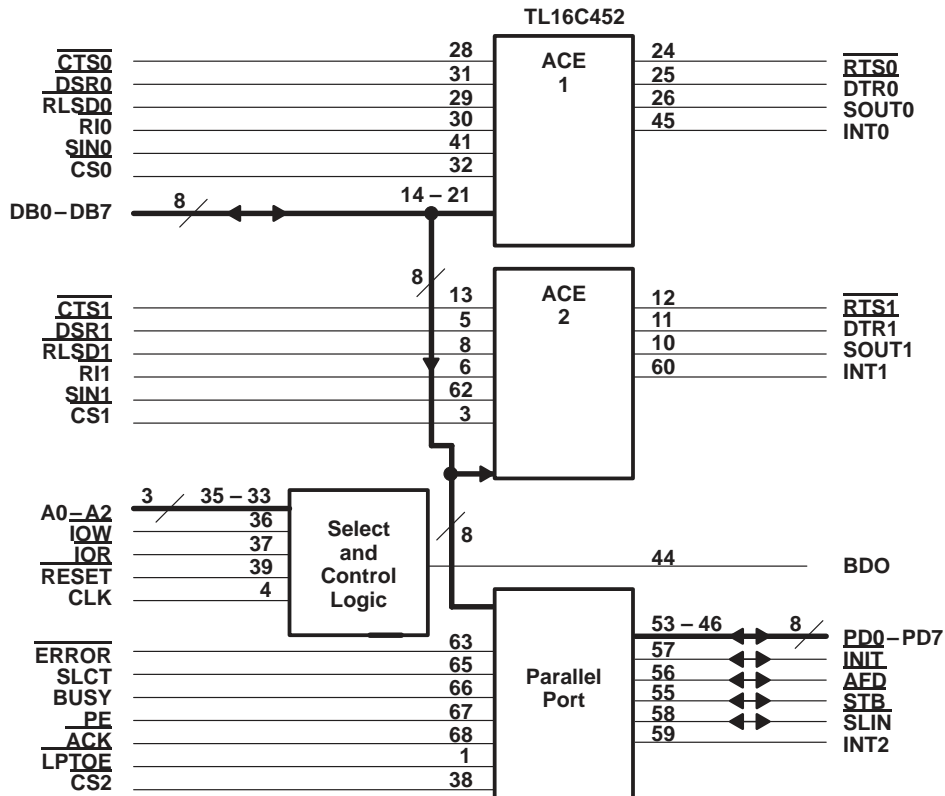 TL16C452
CTS0 28 ACE 1 24 RTS0
DSR0 31 25 DTR0
RLSD0 29 26 SOUT0
RI0 30 45 INT0
SIN0 41
CS0 32
DB0–DB7 8 14 – 21
8
CTS1 13 ACE 2 12 RTS1
DSR1 5 11 DTR1
RLSD1 8 10 SOUT1
RI1 6 60 INT1
SIN1 62
CS1 3
A0–A2 3 35 – 33 Select and Control Logic
IOW 36
IOR 37
RESET 39
CLK 4
8
44 BDO
ERROR 63 Parallel Port 53 – 46 8 PD0–PD7
SLCT 65 57 INIT
BUSY 66 56 AFD
PE 67 55 STB
ACK 68 58 SLIN
LPTOE 1 59 INT2
CS2 38